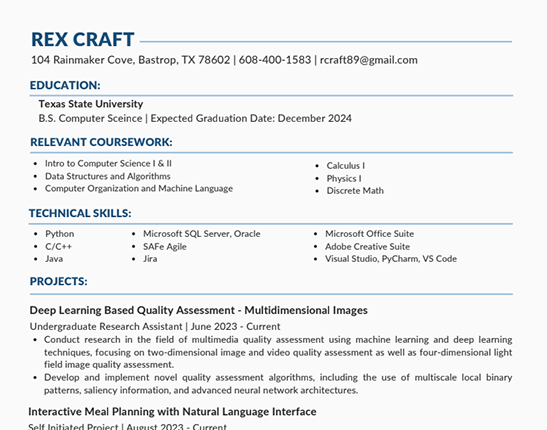 REX CRAFT
104 Rainmaker Cove, Bastrop, TX 78602 | 608-400-1583 | rcraft89@gmail.com
EDUCATION:
Texas State University
B.S. Computer Sceince | Expected Graduation Date: December 2024
RELEVANT COURSEWORK:
• Intro to Computer Science I & II
• Data Structures and Algorithms
• Computer Organization and Machine Language
• Calculus I
• Physics I
• Discrete Math
TECHNICAL SKILLS:
• Python
• C/C++
• Java
• Microsoft SQL Server, Oracle
• SAFe Agile
• Jira
• Microsoft Office Suite
• Adobe Creative Suite
• Visual Studio, PyCharm, VS Code
PROJECTS:
Deep Learning Based Quality Assessment - Multidimensional Images
Undergraduate Research Assistant | June 2023 - Current
• Conduct research in the field of multimedia quality assessment using machine learning and deep learning
techniques, focusing on two-dimensional image and video quality assessment as well as four-dimensional light
field image quality assessment.
• Develop and implement novel quality assessment algorithms, including the use of multiscale local binary
patterns, saliency information, and advanced neural network architectures.
Interactive Meal Planning with Natural Language Interface
Self Initiated Project | August 2023 - Current